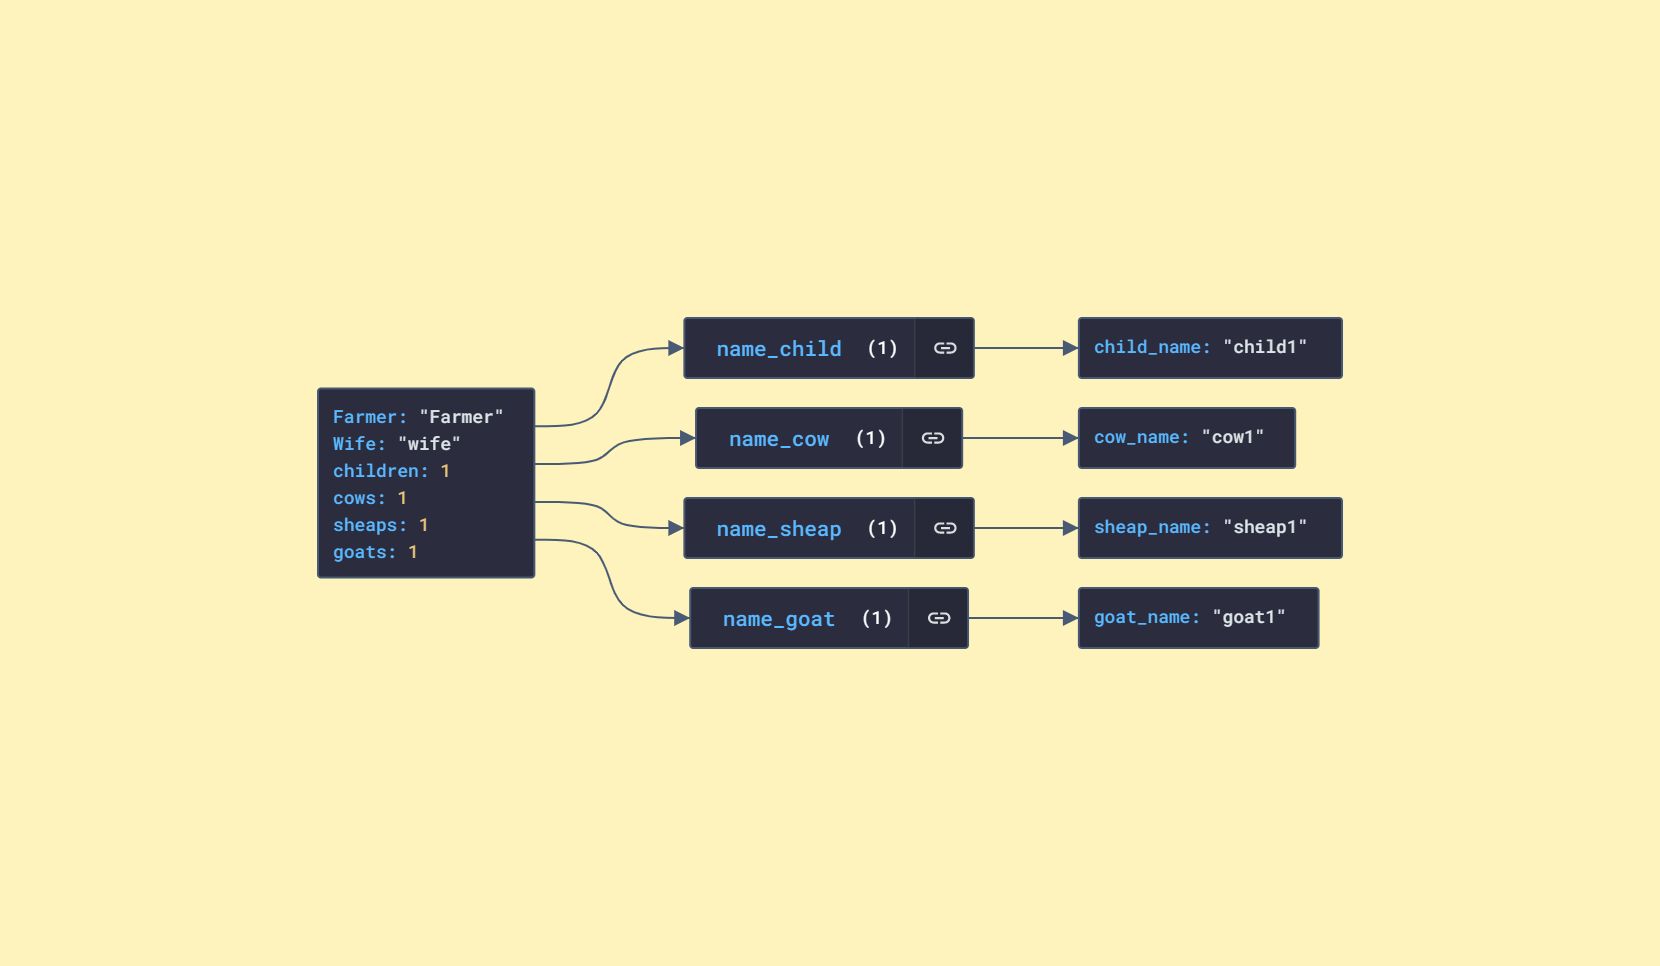 Farmer: "Farmer"
Wife: "wife"
children: 1
cows: 1
sheaps: 1
goats: 1
name_child (1)
child_name: "child1"
name_cow (1)
cow_name: "cow1"
name_sheap (1)
sheap_name: "sheap1"
name_goat (1)
goat_name: "goat1"